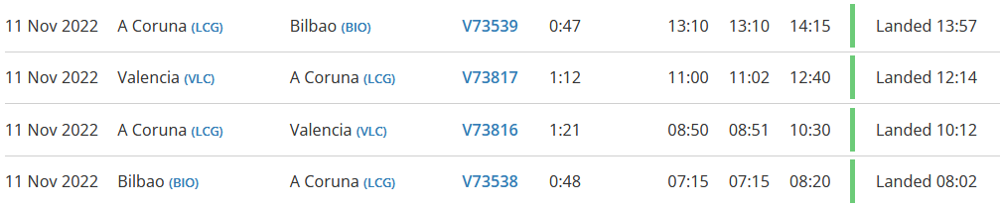 11 Nov 2022 A Coruna (LCG) Bilbao (BIO) V73539 0:47 13:10 13:10 14:15 Landed 13:57
11 Nov 2022 Valencia (VLC) A Coruna (LCG) V73817 1:12 11:00 11:02 12:40 Landed 12:14
11 Nov 2022 A Coruna (LCG) Valencia (VLC) V73816 1:21 08:50 08:51 10:30 Landed 10:12
11 Nov 2022 Bilbao (BIO) A Coruna (LCG) V73538 0:48 07:15 07:15 08:20 Landed 08:02